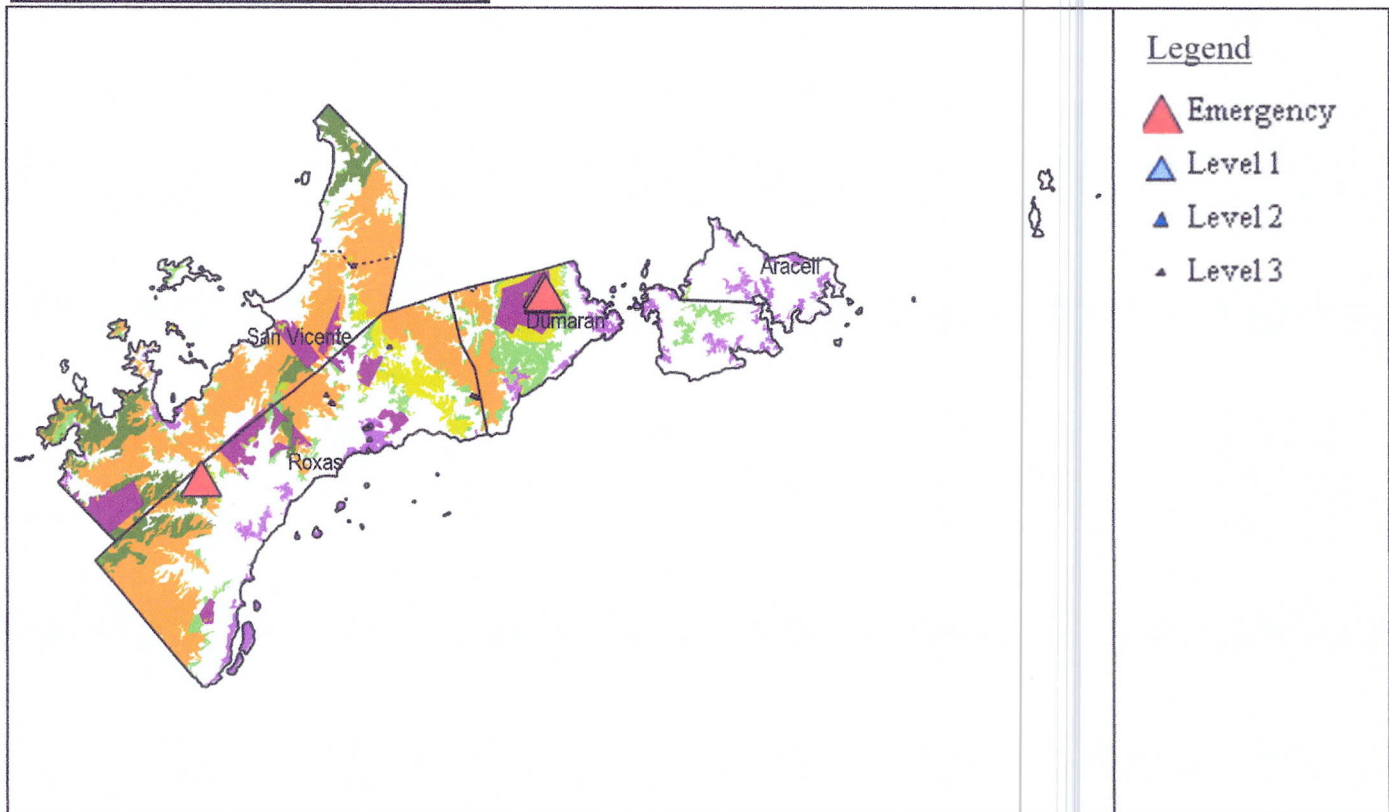 Legend
Emergency
Level 1
Level 2
Level 3
Araceli
Dumaran
San Vicente
Roxas